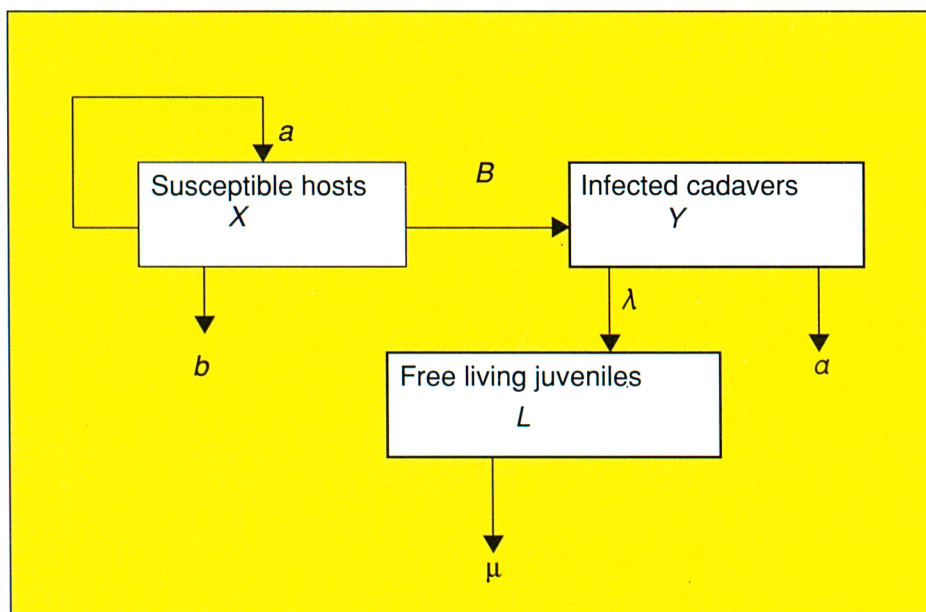 a
Susceptible hosts
X
B
Infected cadavers
Y
b
λ
α
Free living juveniles
L
μ